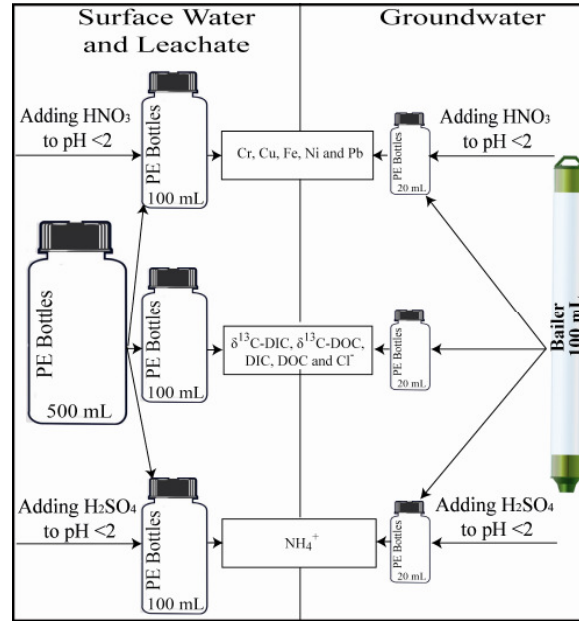 Surface Water
and Leachate
Groundwater
Adding HNO₃
to pH <2
PE Bottles
100 mL
Cr, Cu, Fe, Ni and Pb
PE Bottles
20 mL
Adding HNO₃
to pH <2
PE Bottles
500 mL
PE Bottles
100 mL
δ¹³C-DIC, δ¹³C-DOC,
DIC, DOC and Cl⁻
PE Bottles
20 mL
Bailer
100 mL
Adding H₂SO₄
to pH <2
PE Bottles
100 mL
NH₄⁺
PE Bottles
20 mL
Adding H₂SO₄
to pH <2